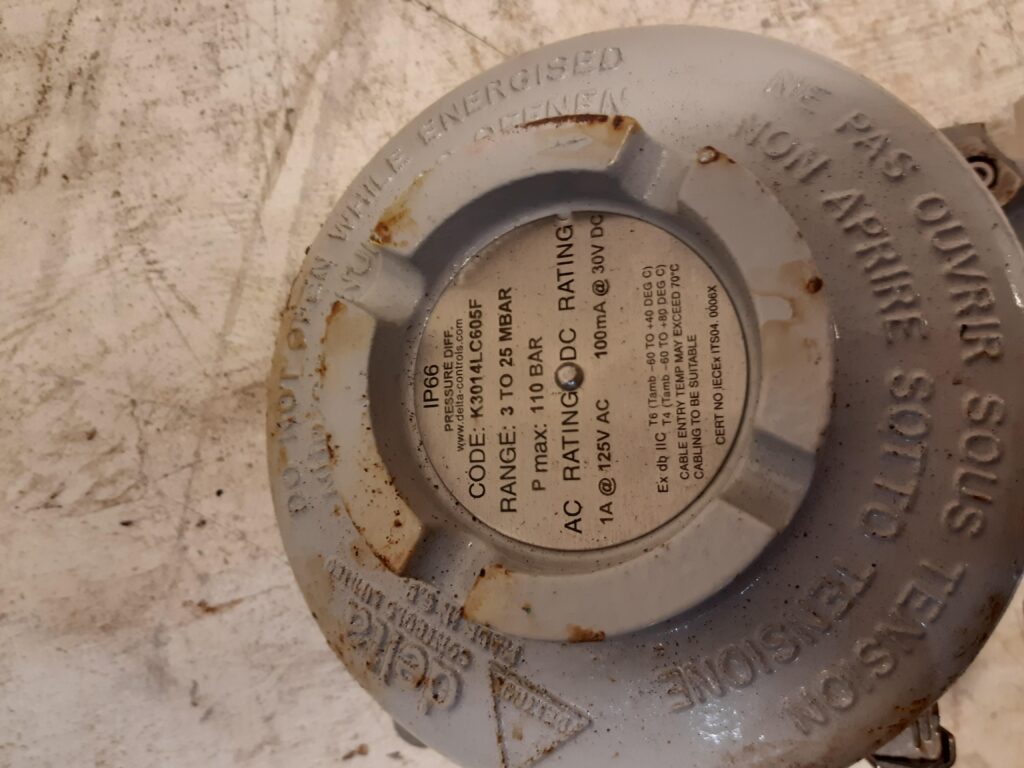 IP66
PRESSURE DIFF.
www.delta-controls.com
CODE: K3014LC605F
RANGE: 3 TO 25 MBAR
P max: 110 BAR
AC RATING DC RATING
1A @ 125V AC 100mA @ 30V DC
Ex db IIC T6 (Tamb -60 TO +40 DEG C)
T4 (Tamb -60 TO +80 DEG C)
CABLE ENTRY TEMP MAY EXCEED 70°C
CABLING TO BE SUITABLE
CERT NO IECEx ITS04. 0006X
DO NOT OPEN WHILE ENERGISED
NE PAS OUVRIR SOUS TENSION
NON APRIRE SOTTO TENSIONE
delta